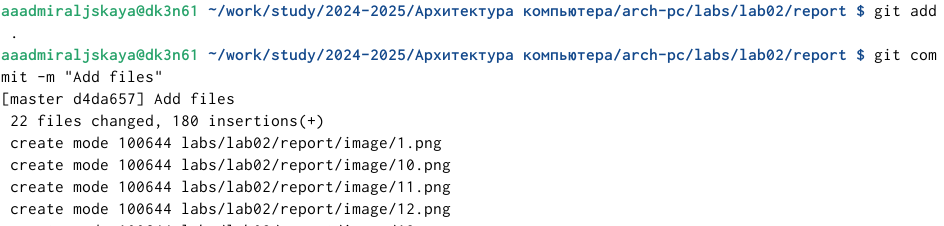 aaadmiraljskaya@dk3n61 ~/work/study/2024-2025/Архитектура компьютера/arch-pc/labs/lab02/report $ git add
.
aaadmiraljskaya@dk3n61 ~/work/study/2024-2025/Архитектура компьютера/arch-pc/labs/lab02/report $ git com
mit -m "Add files"
[master d4da657] Add files
22 files changed, 180 insertions(+)
create mode 100644 labs/lab02/report/image/1.png
create mode 100644 labs/lab02/report/image/10.png
create mode 100644 labs/lab02/report/image/11.png
create mode 100644 labs/lab02/report/image/12.png